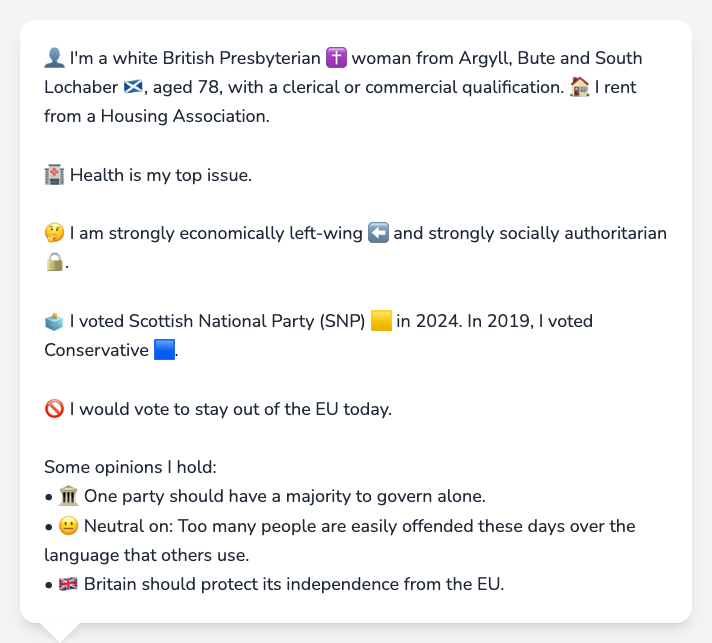 👤 I'm a white British Presbyterian ✝️ woman from Argyll, Bute and South
Lochaber 🏴󠁧󠁢󠁳󠁣󠁴󠁿, aged 78, with a clerical or commercial qualification. 🏠 I rent
from a Housing Association.
🏥 Health is my top issue.
🤔 I am strongly economically left-wing ⬅️ and strongly socially authoritarian
🔒.
🗳️ I voted Scottish National Party (SNP) 🟨 in 2024. In 2019, I voted
Conservative 🟦.
🚫 I would vote to stay out of the EU today.
Some opinions I hold:
• 🏛️ One party should have a majority to govern alone.
• 😐 Neutral on: Too many people are easily offended these days over the
language that others use.
• 🇬🇧 Britain should protect its independence from the EU.